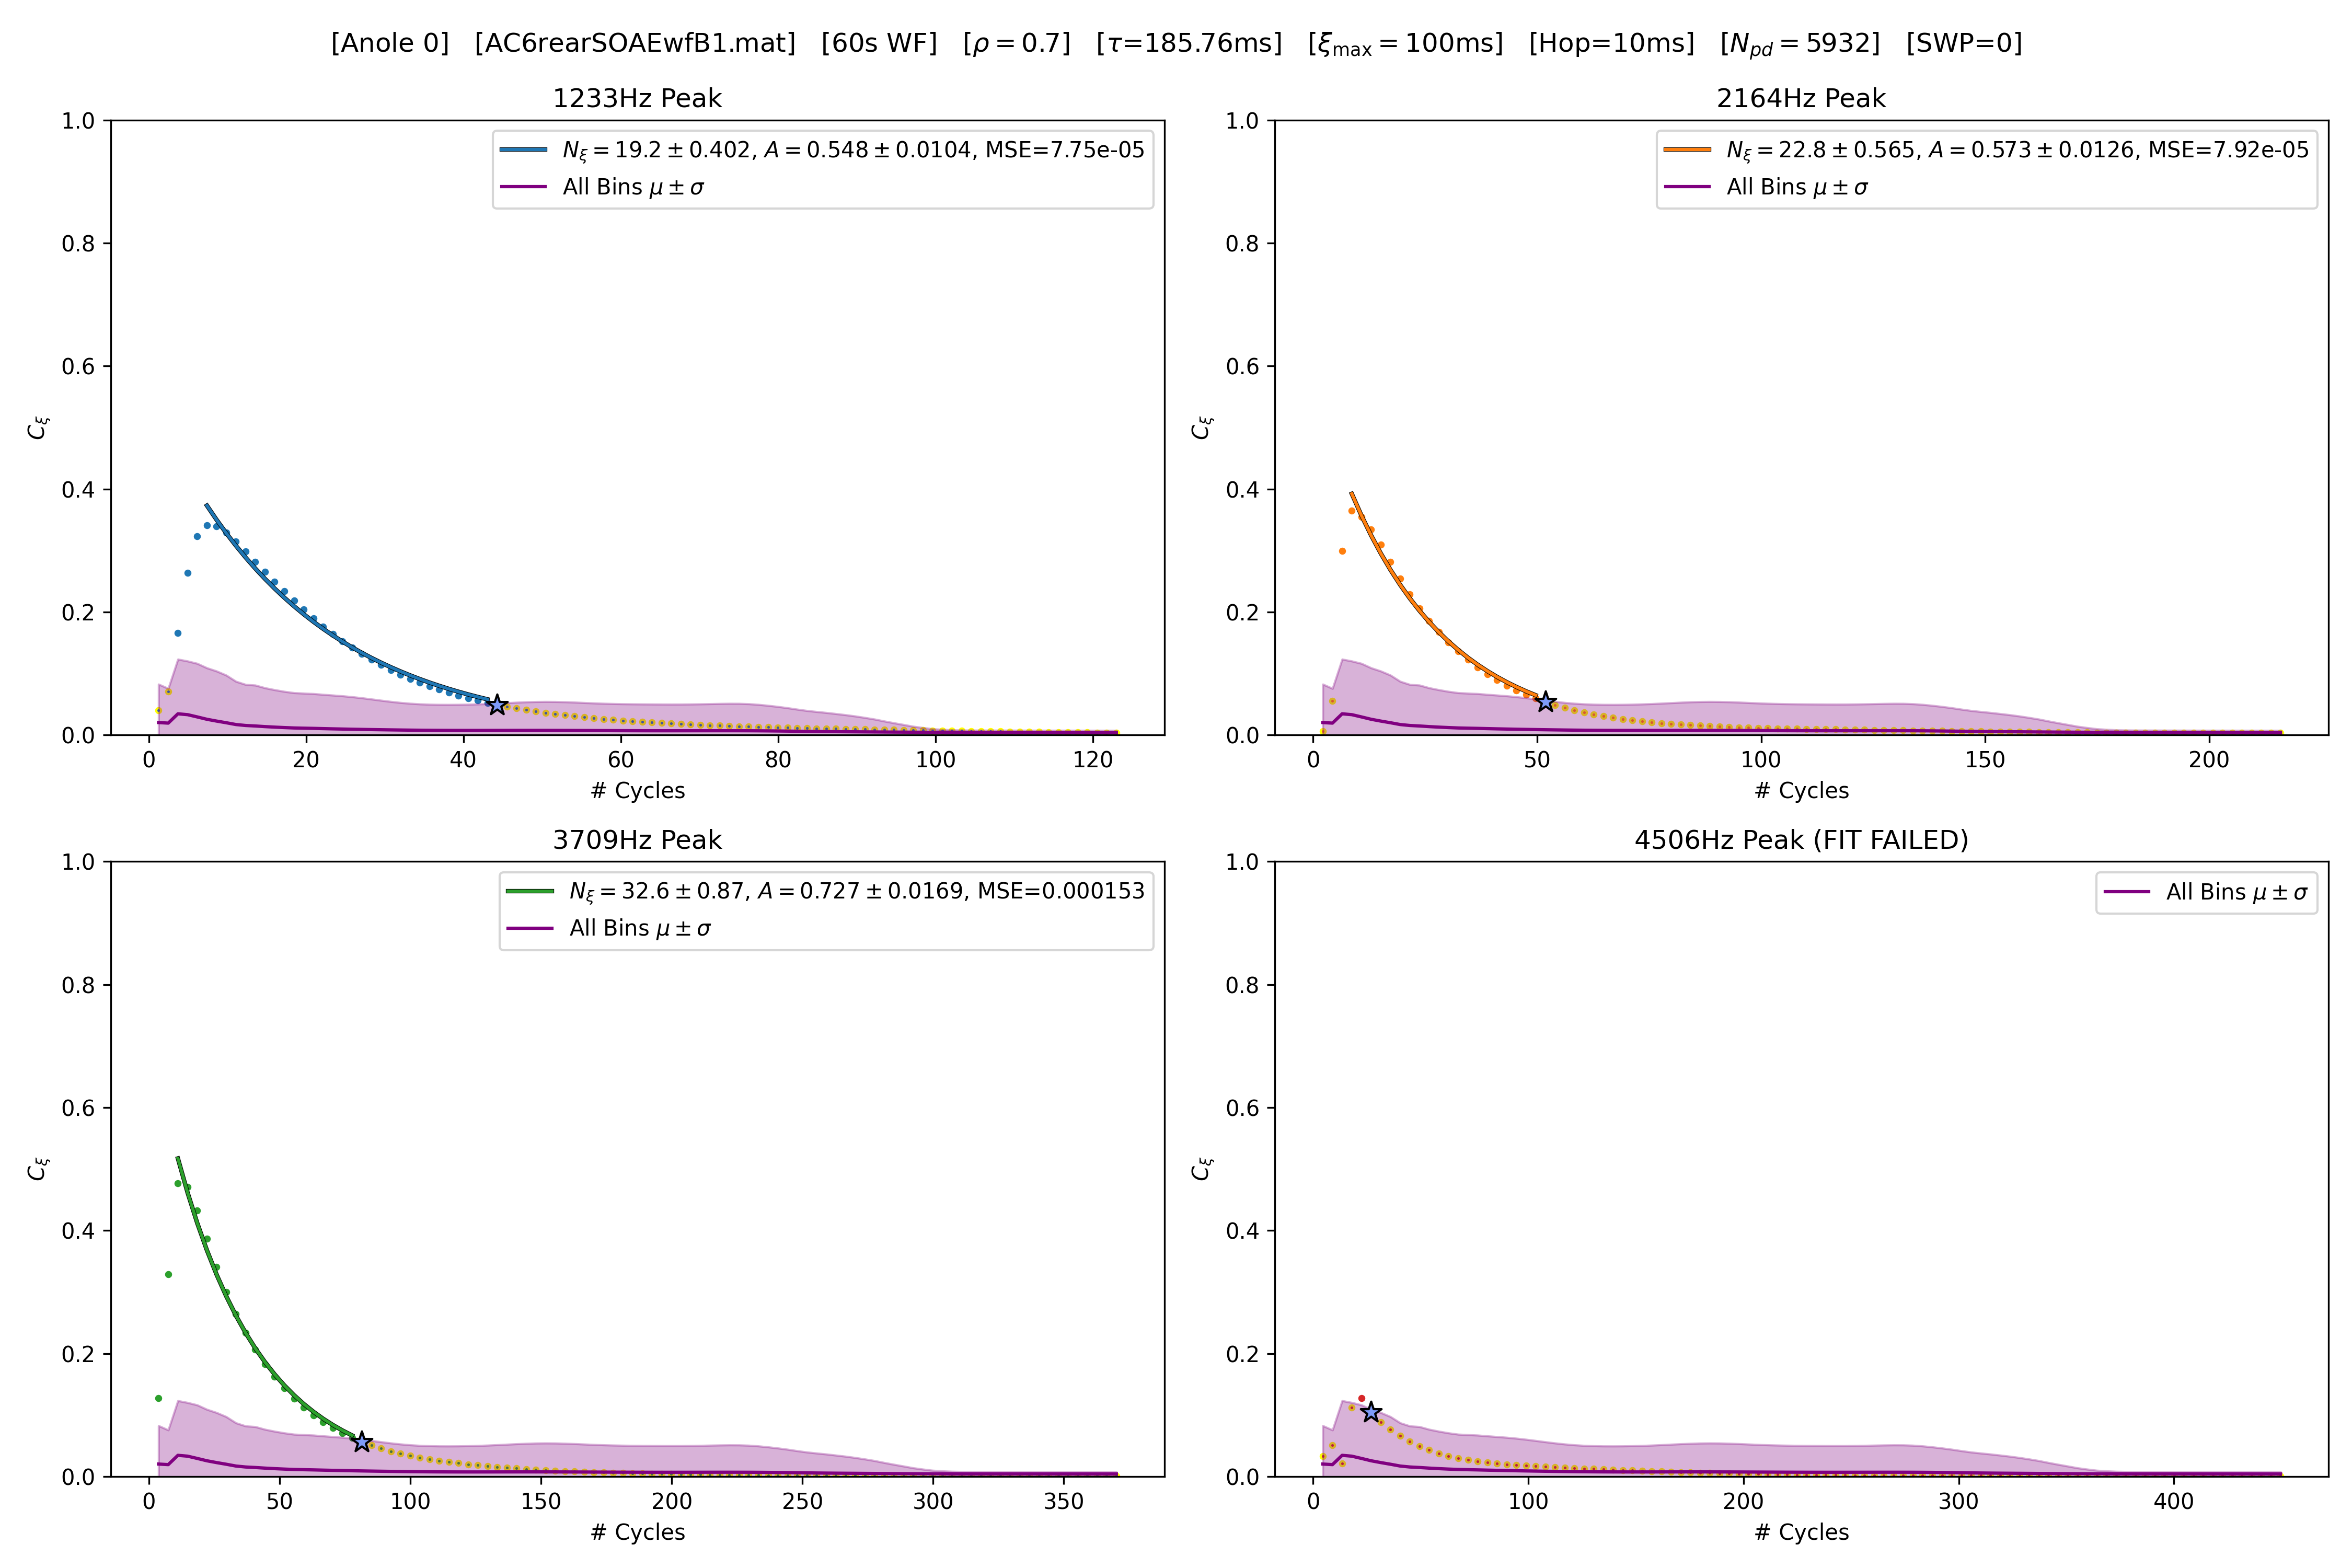 [Anole 0]   [AC6rearSOAEwfB1.mat]   [60s WF]   [ρ = 0.7]   [τ=185.76ms]   [ξmax = 100ms]   [Hop=10ms]   [Npd = 5932]   [SWP=0]
1233Hz Peak
Nξ = 19.2 ± 0.402, A = 0.548 ± 0.0104, MSE=7.75e-05
All Bins μ ± σ
1.0
0.8
0.6
0.4
0.2
0.0
Cξ
0 20 40 60 80 100 120
# Cycles
2164Hz Peak
Nξ = 22.8 ± 0.565, A = 0.573 ± 0.0126, MSE=7.92e-05
All Bins μ ± σ
1.0
0.8
0.6
0.4
0.2
0.0
Cξ
0 50 100 150 200
# Cycles
3709Hz Peak
Nξ = 32.6 ± 0.87, A = 0.727 ± 0.0169, MSE=0.000153
All Bins μ ± σ
1.0
0.8
0.6
0.4
0.2
0.0
Cξ
0 50 100 150 200 250 300 350
# Cycles
4506Hz Peak (FIT FAILED)
All Bins μ ± σ
1.0
0.8
0.6
0.4
0.2
0.0
Cξ
0 100 200 300 400
# Cycles